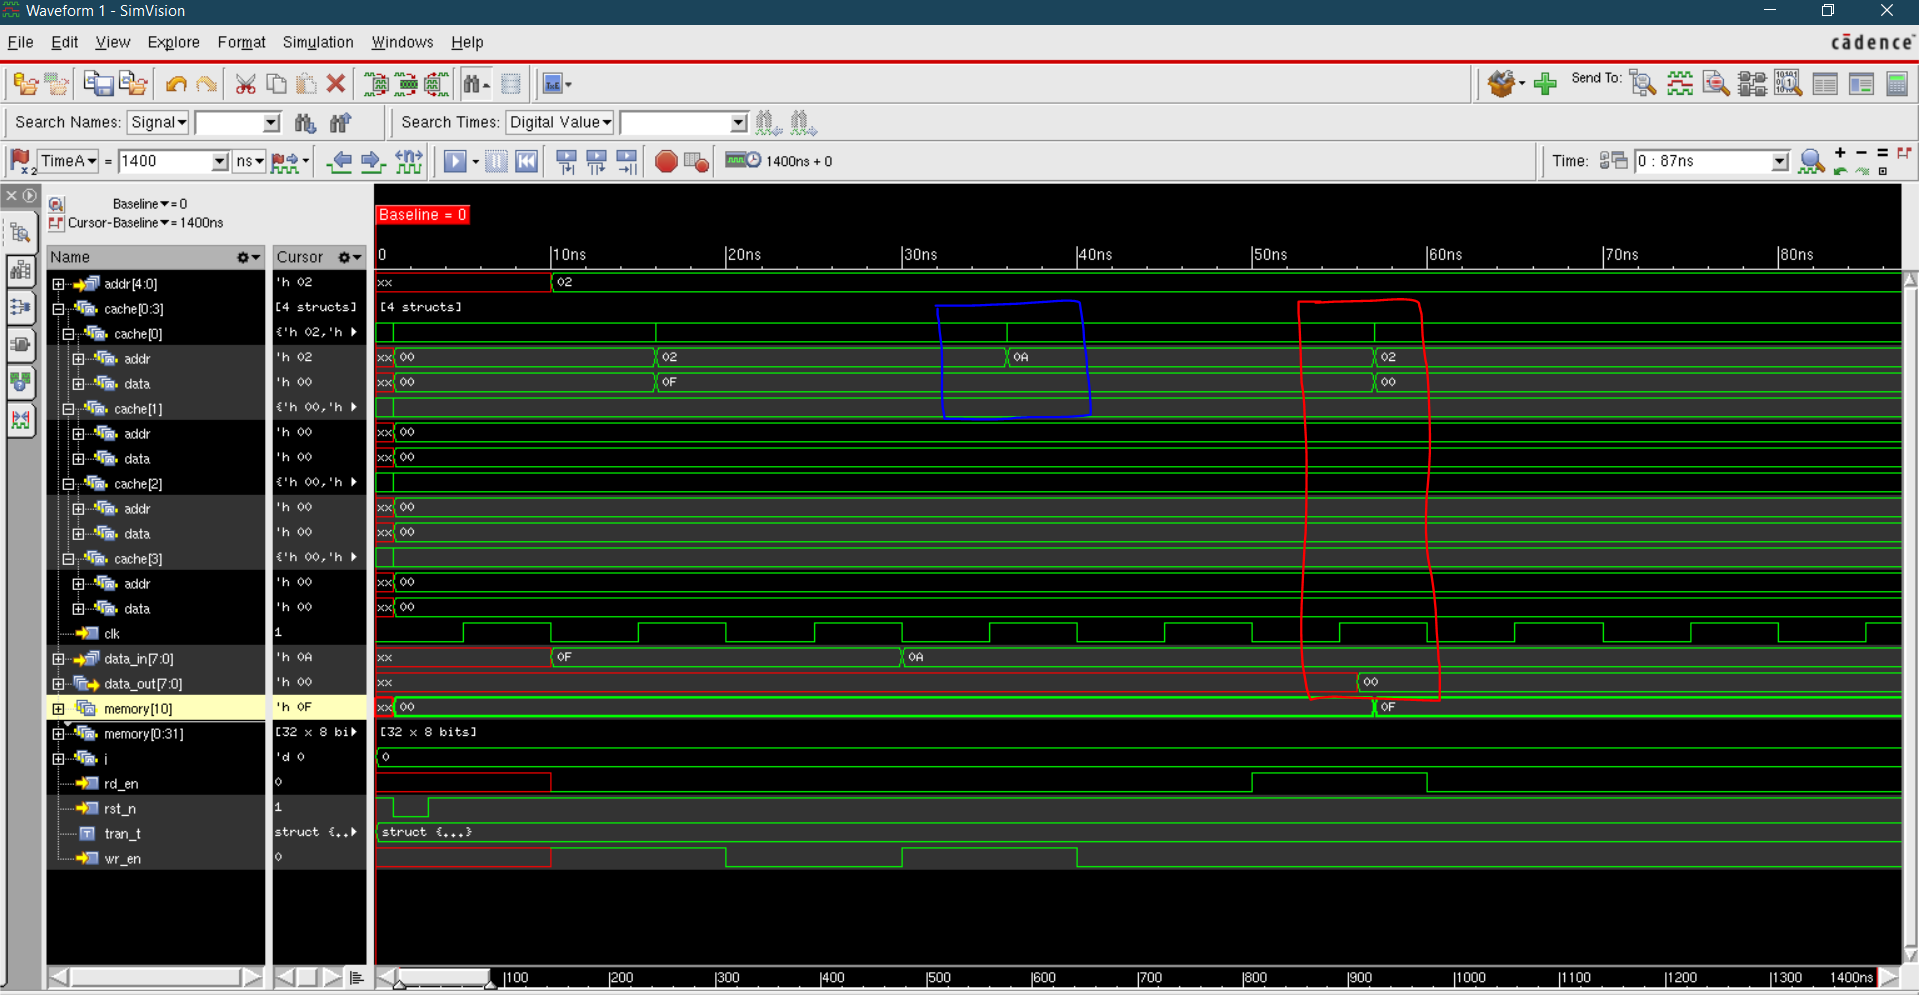 Waveform 1 - SimVision
File Edit View Explore Format Simulation Windows Help
cādence
Send To:
Search Names: Signal Search Times: Digital Value
x2 TimeA = 1400 ns 1400ns + 0 Time: 0 : 87ns
Baseline = 0
Cursor-Baseline = 1400ns
Baseline = 0
Name Cursor 0 10ns 20ns 30ns 40ns 50ns 60ns 70ns 80ns
addr[4:0] 'h 02 xx 02
cache[0:3] [4 structs] [4 structs]
cache[0] {'h 02,'h
addr 'h 02 xx 00 02 0A 02
data 'h 00 xx 00 0F 00
cache[1] {'h 00,'h
addr 'h 00 xx 00
data 'h 00 xx 00
cache[2] {'h 00,'h
addr 'h 00 xx 00
data 'h 00 xx 00
cache[3] {'h 00,'h
addr 'h 00 xx 00
data 'h 00 xx 00
clk 1
data_in[7:0] 'h 0A xx 0F 0A
data_out[7:0] 'h 00 xx 00
memory[10] 'h 0F xx 00 0F
memory[0:31] [32 x 8 bi [32 x 8 bits]
i 'd 0 0
rd_en 0
rst_n 1
tran_t struct {.. struct {...}
wr_en 0
100 200 300 400 500 600 700 800 900 1000 1100 1200 1300 1400ns